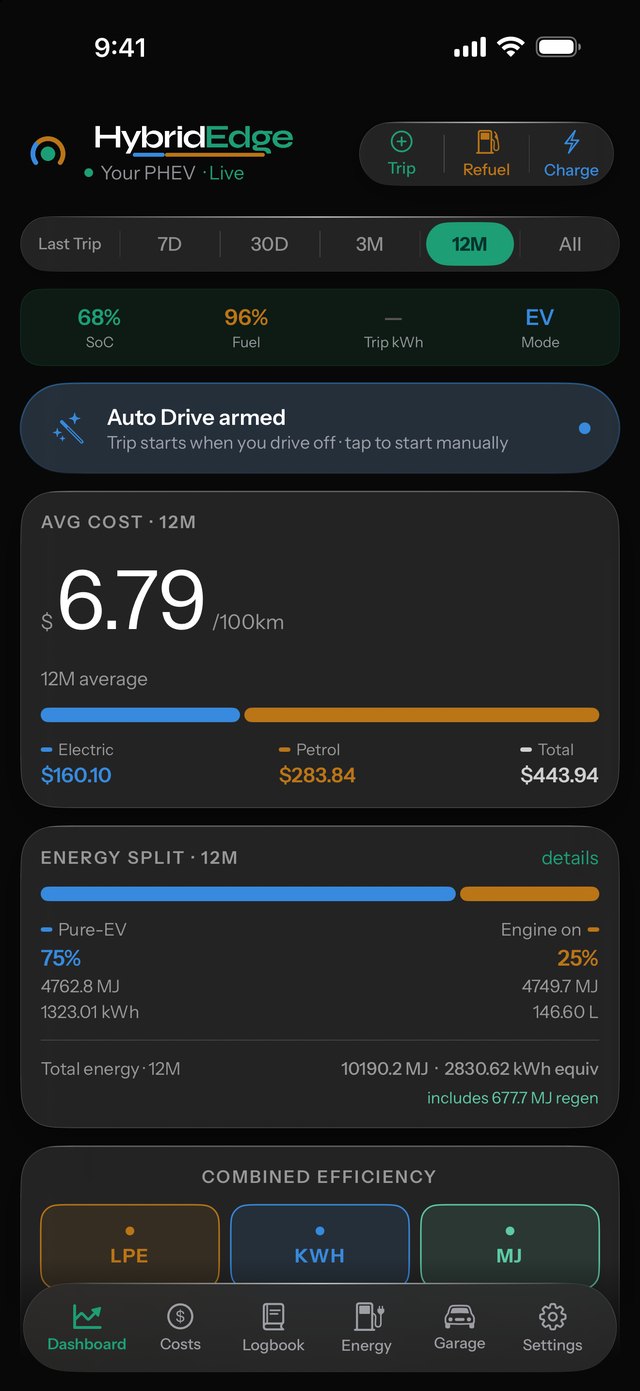 9:41
HybridEdge
Your PHEV · Live
Trip
Refuel
Charge
Last Trip 7D 30D 3M 12M All
68% 96% — EV
SoC Fuel Trip kWh Mode
Auto Drive armed
Trip starts when you drive off · tap to start manually
AVG COST · 12M
$ 6.79 /100km
12M average
Electric Petrol Total
$160.10 $283.84 $443.94
ENERGY SPLIT · 12M details
Pure-EV Engine on
75% 25%
4762.8 MJ 4749.7 MJ
1323.01 kWh 146.60 L
Total energy · 12M 10190.2 MJ · 2830.62 kWh equiv
includes 677.7 MJ regen
COMBINED EFFICIENCY
LPE KWH MJ
Dashboard Costs Logbook Energy Garage Settings